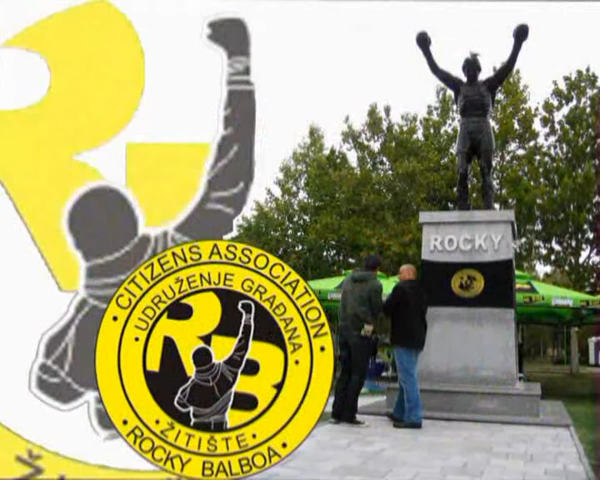 CITIZENS ASSOCIATION
UDRUŽENJE GRAĐANA
RB
ŽITIŠTE
ROCKY BALBOA
ROCKY